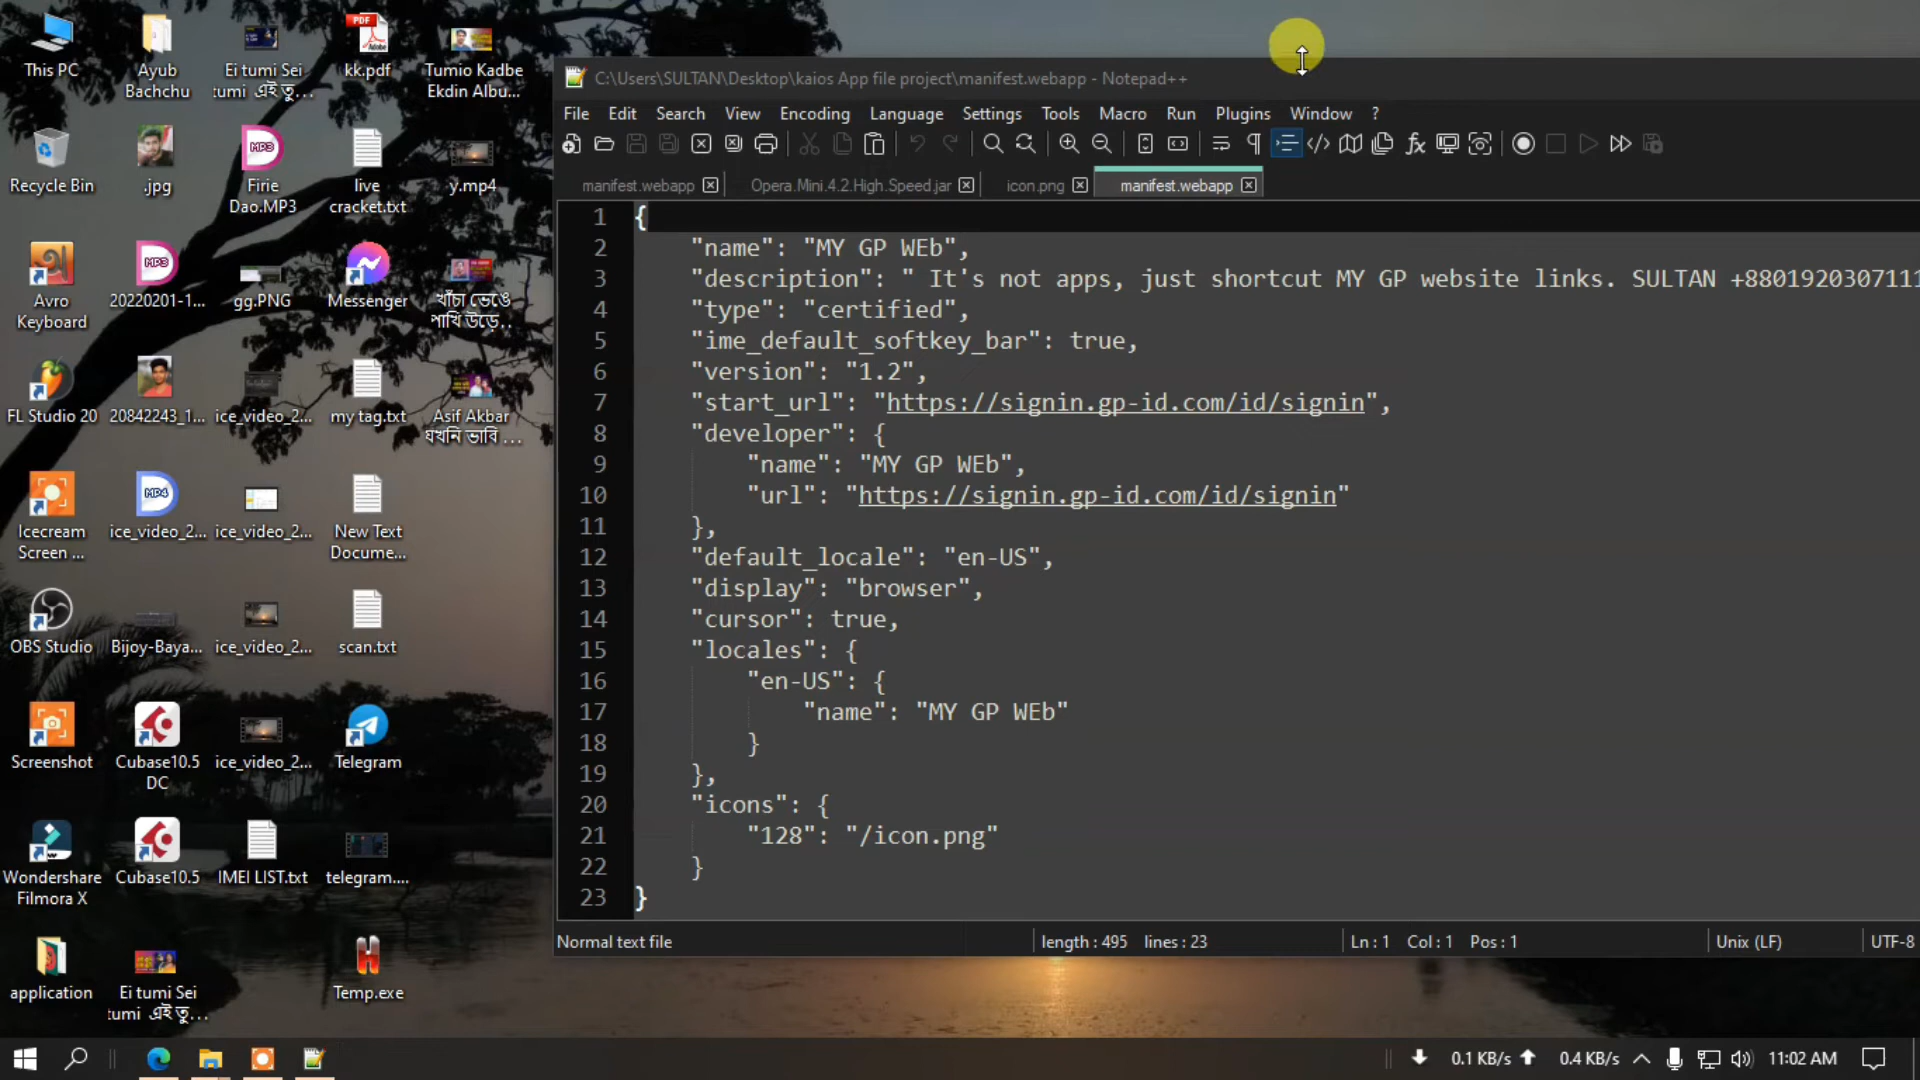 This PC
Ayub
Bachchu
Ei tumi Sei
tumi এই তু...
kk.pdf
Tumio Kadbe
Ekdin Albu...
Recycle Bin
.jpg
Firie
Dao.MP3
live
cracket.txt
y.mp4
Avro
Keyboard
20220201-1...
gg.PNG
Messenger
খাঁচা ভেঙে
পাখি উড়ে..
FL Studio 20
20842243_1...
ice_video_2...
my tag.txt
Asif Akbar
যখনি ভাবি ...
Icecream
Screen ...
ice_video_2...
ice_video_2...
New Text
Docume...
OBS Studio
Bijoy-Baya...
ice_video_2...
scan.txt
Screenshot
Cubase10.5
DC
ice_video_2...
Telegram
Wondershare
Filmora X
Cubase10.5
IMEI LIST.txt
telegram....
application
Ei tumi Sei
tumi এই তু...
Temp.exe
C:\Users\SULTAN\Desktop\kaios App file project\manifest.webapp - Notepad++
File Edit Search View Encoding Language Settings Tools Macro Run Plugins Window ?
manifest.webapp Opera.Mini.4.2.High.Speed.jar icon.png manifest.webapp
1 {
2 "name": "MY GP WEb",
3 "description": " It's not apps, just shortcut MY GP website links. SULTAN +8801920307111
4 "type": "certified",
5 "ime_default_softkey_bar": true,
6 "version": "1.2",
7 "start_url": "https://signin.gp-id.com/id/signin",
8 "developer": {
9 "name": "MY GP WEb",
10 "url": "https://signin.gp-id.com/id/signin"
11 },
12 "default_locale": "en-US",
13 "display": "browser",
14 "cursor": true,
15 "locales": {
16 "en-US": {
17 "name": "MY GP WEb"
18 }
19 },
20 "icons": {
21 "128": "/icon.png"
22 }
23 }
Normal text file length : 495 lines : 23 Ln : 1 Col : 1 Pos : 1 Unix (LF) UTF-8
0.1 KB/s 0.4 KB/s 11:02 AM